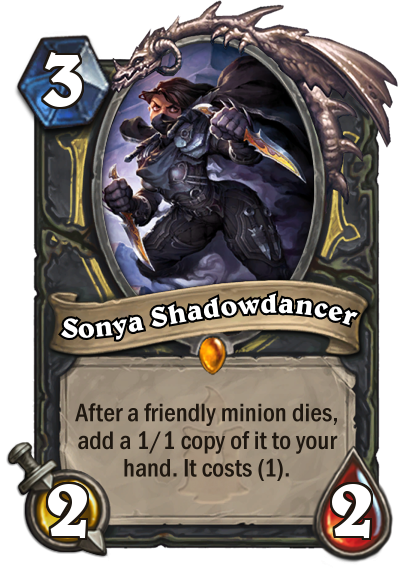 3
Sonya Shadowdancer
After a friendly minion dies,
add a 1/1 copy of it to your
hand. It costs (1).
2
2